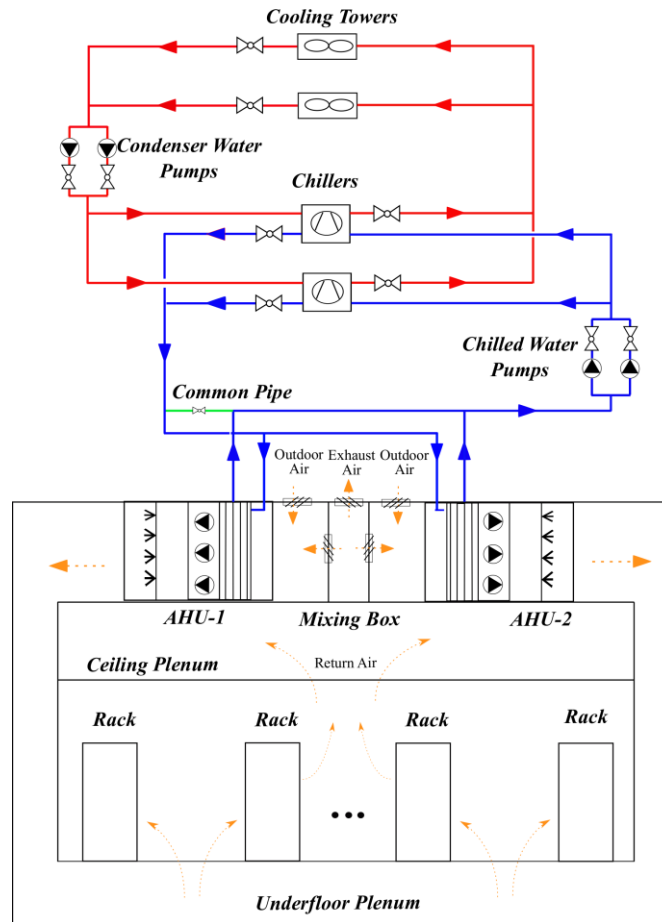 Cooling Towers
Condenser Water
Pumps
Chillers
Chilled Water
Pumps
Common Pipe
Outdoor
Air
Exhaust
Air
Outdoor
Air
AHU-1
Mixing Box
AHU-2
Ceiling Plenum
Return Air
Rack
Rack
Rack
Rack
Underfloor Plenum